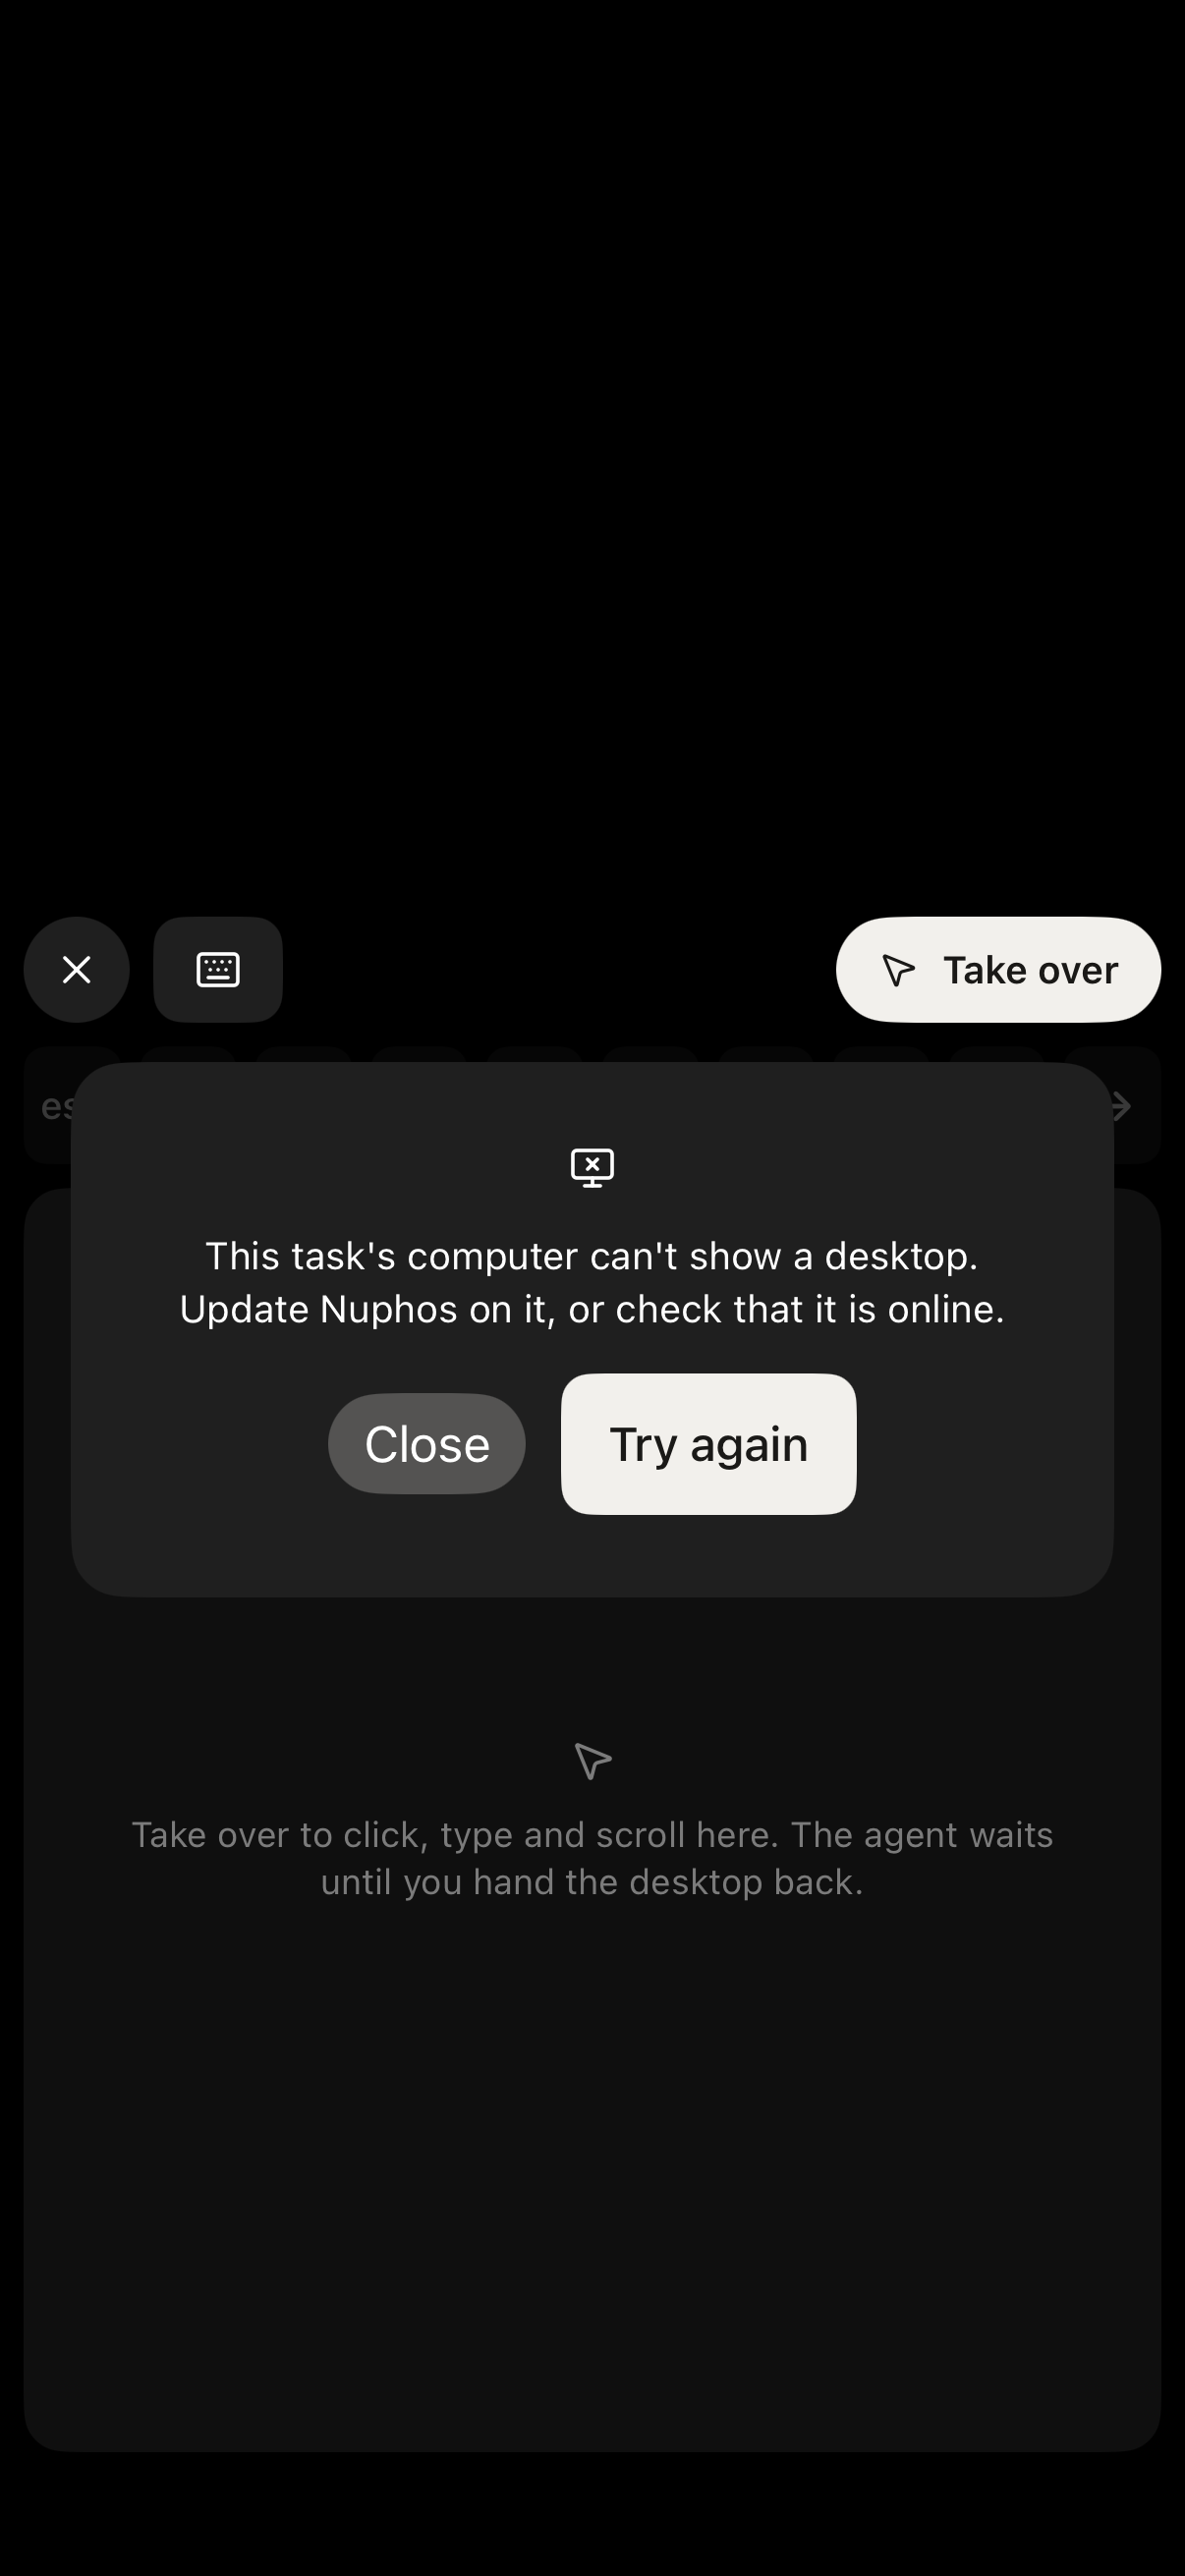 Take over
es
This task's computer can't show a desktop.
Update Nuphos on it, or check that it is online.
Close
Try again
Take over to click, type and scroll here. The agent waits
until you hand the desktop back.